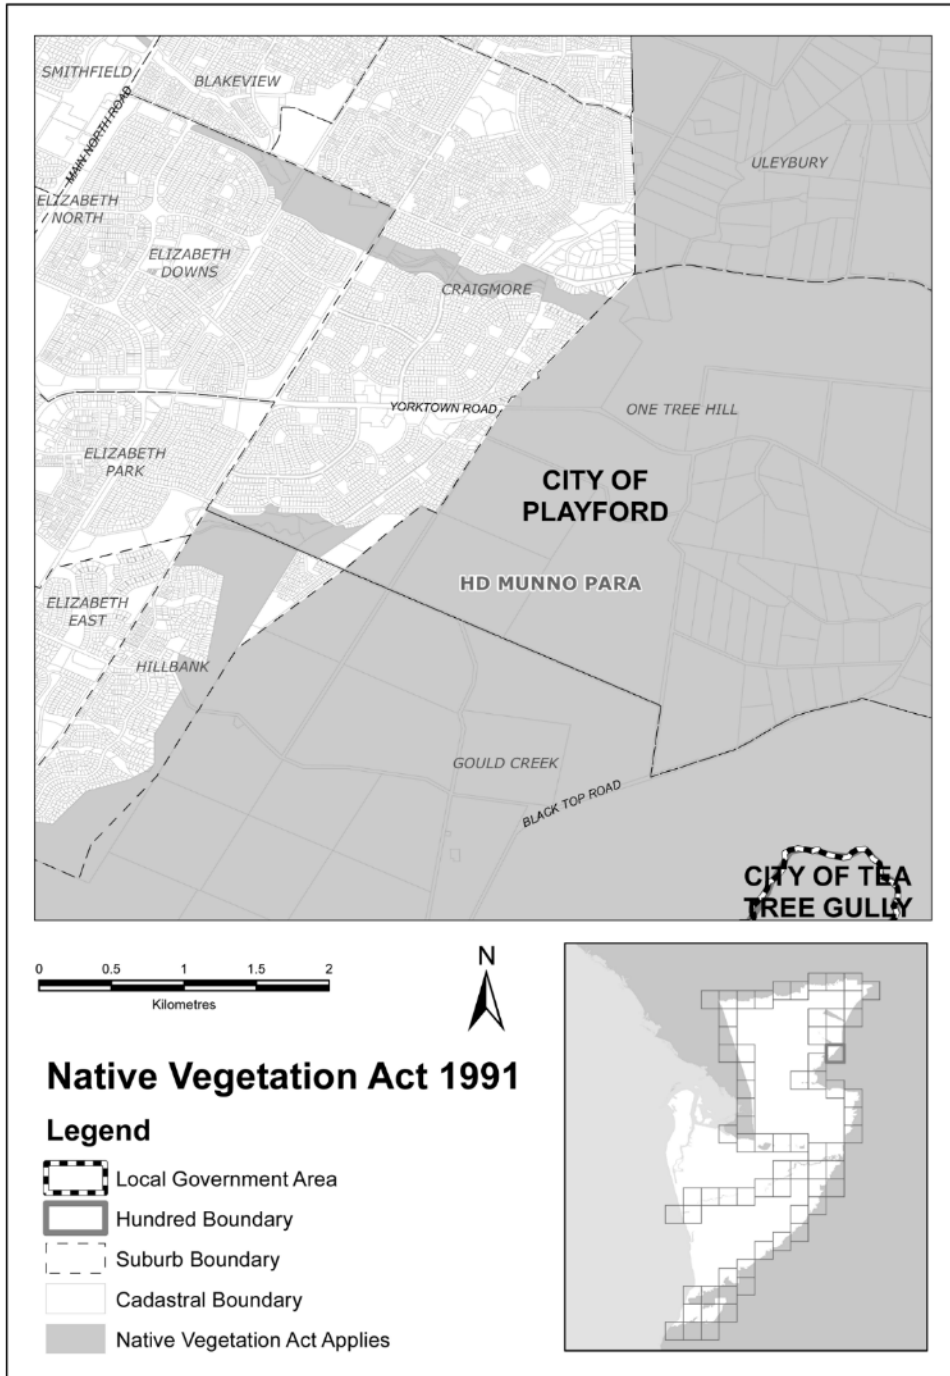 SMITHFIELD
BLAKEVIEW
MAIN NORTH ROAD
ULEYBURY
ELIZABETH
NORTH
ELIZABETH
DOWNS
CRAIGMORE
YORKTOWN ROAD
ONE TREE HILL
ELIZABETH
PARK
CITY OF
PLAYFORD
HD MUNNO PARA
ELIZABETH
EAST
HILLBANK
GOULD CREEK
BLACK TOP ROAD
CITY OF TEA
TREE GULLY
0 0.5 1 1.5 2
Kilometres
N
Native Vegetation Act 1991
Legend
Local Government Area
Hundred Boundary
Suburb Boundary
Cadastral Boundary
Native Vegetation Act Applies